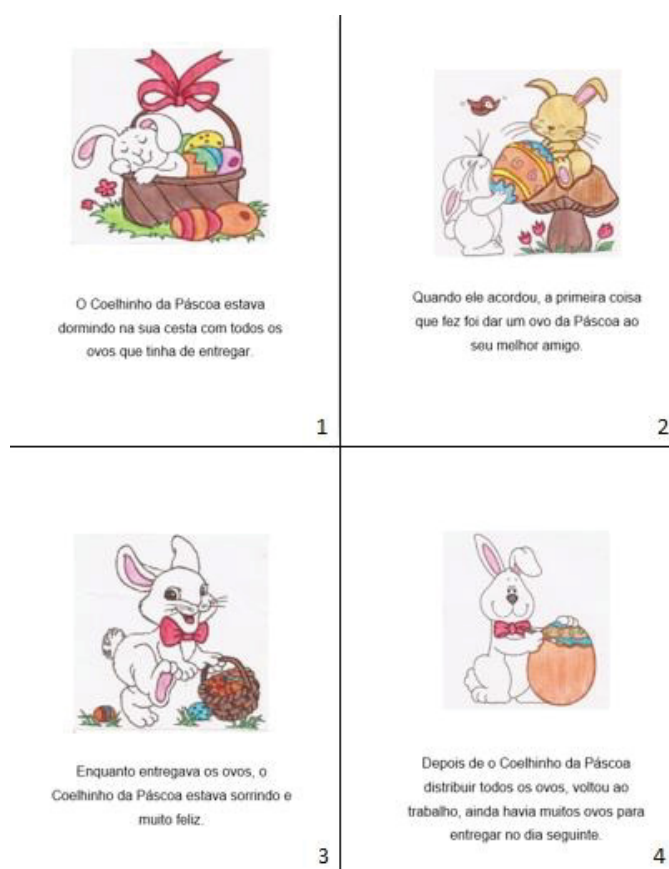 O Coelhinho da Páscoa estava
dormindo na sua cesta com todos os
ovos que tinha de entregar.
1
Quando ele acordou, a primeira coisa
que fez foi dar um ovo da Páscoa ao
seu melhor amigo.
2
Enquanto entregava os ovos, o
Coelhinho da Páscoa estava sorrindo e
muito feliz.
3
Depois de o Coelhinho da Páscoa
distribuir todos os ovos, voltou ao
trabalho, ainda havia muitos ovos para
entregar no dia seguinte.
4